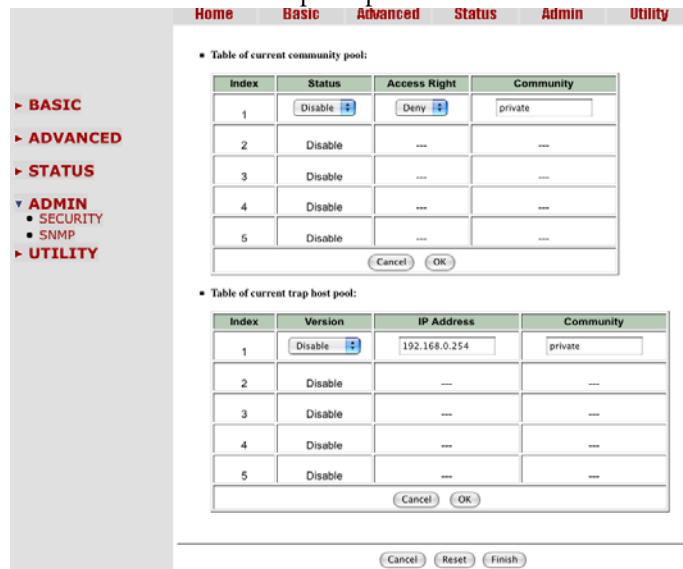 Home Basic Advanced Status Admin Utility
Table of current community pool:
Index Status Access Right Community
1 Disable Deny private
2 Disable --- ---
3 Disable --- ---
4 Disable --- ---
5 Disable --- ---
Cancel OK
BASIC
ADVANCED
STATUS
ADMIN
SECURITY
SNMP
UTILITY
Table of current trap host pool:
Index Version IP Address Community
1 Disable 192.168.0.254 private
2 Disable --- ---
3 Disable --- ---
4 Disable --- ---
5 Disable --- ---
Cancel OK
Cancel Reset Finish